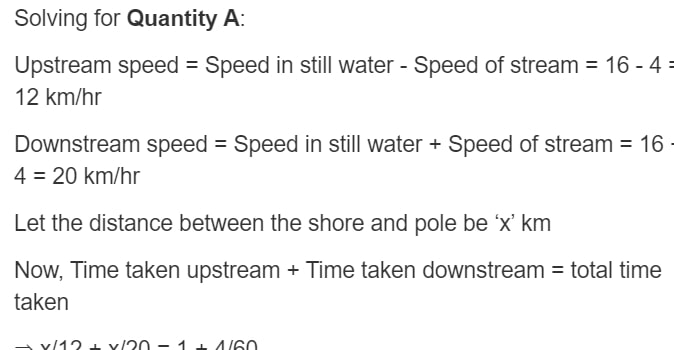 Solving for Quantity A:
Upstream speed = Speed in still water - Speed of stream = 16 - 4 =
12 km/hr
Downstream speed = Speed in still water + Speed of stream = 16
4 = 20 km/hr
Let the distance between the shore and pole be ‘x’ km
Now, Time taken upstream + Time taken downstream = total time
taken
⇒ x/12 + x/20 = 1 + 4/60